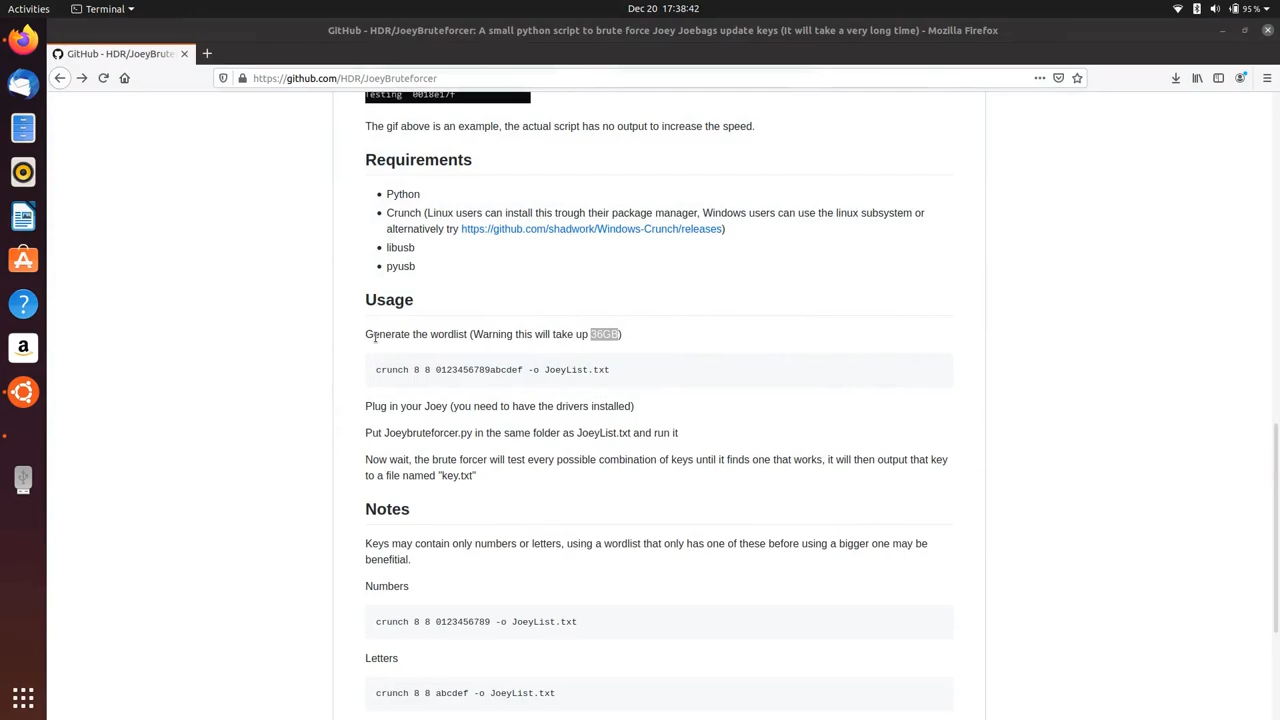 Activities
Terminal
Dec 20 17:38:42
95 %
GitHub - HDR/JoeyBruteforcer: A small python script to brute force Joey Joebags update keys (It will take a very long time) - Mozilla Firefox
GitHub - HDR/JoeyBrute
https://github.com/HDR/JoeyBruteforcer
Testing 0018e17f
The gif above is an example, the actual script has no output to increase the speed.
Requirements
Python
Crunch (Linux users can install this trough their package manager, Windows users can use the linux subsystem or
alternatively try https://github.com/shadwork/Windows-Crunch/releases)
libusb
pyusb
Usage
Generate the wordlist (Warning this will take up 36GB)
crunch 8 8 0123456789abcdef -o JoeyList.txt
Plug in your Joey (you need to have the drivers installed)
Put Joeybruteforcer.py in the same folder as JoeyList.txt and run it
Now wait, the brute forcer will test every possible combination of keys until it finds one that works, it will then output that key
to a file named "key.txt"
Notes
Keys may contain only numbers or letters, using a wordlist that only has one of these before using a bigger one may be
benefitial.
Numbers
crunch 8 8 0123456789 -o JoeyList.txt
Letters
crunch 8 8 abcdef -o JoeyList.txt